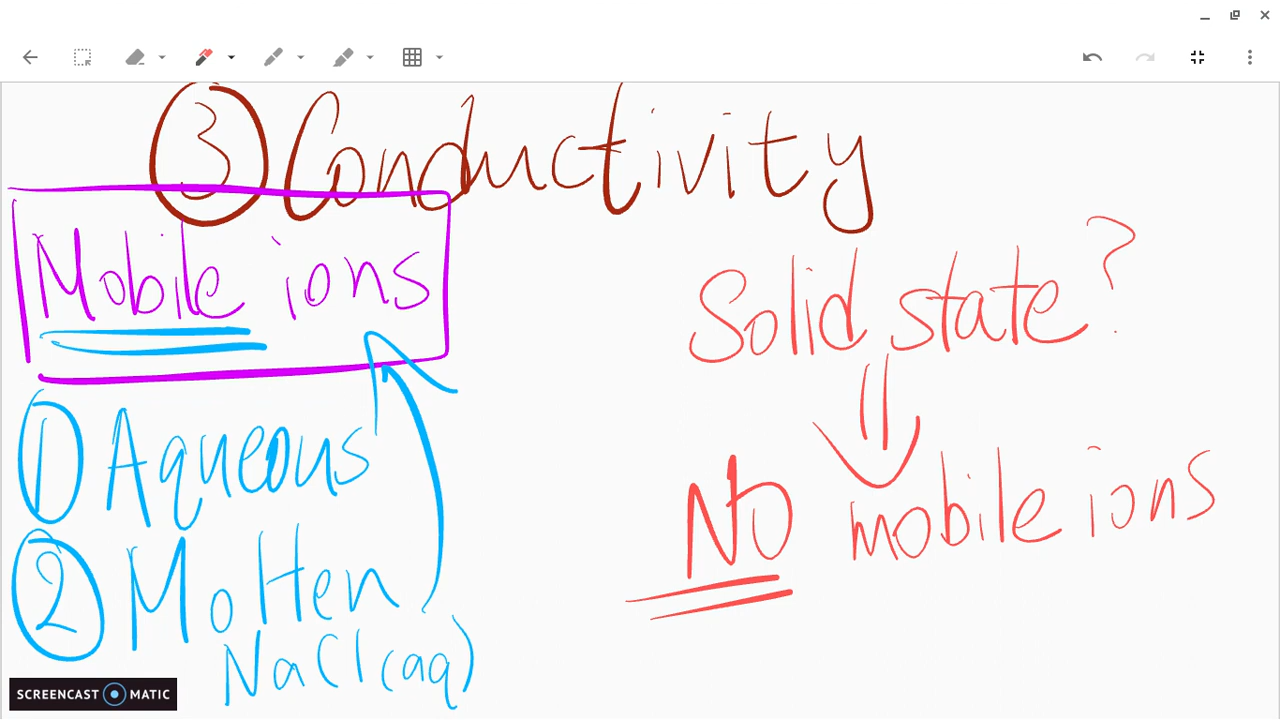 ③ Conductivity
Mobile ions
① Aqueous
② Molten
NaCl(aq)
Solid state?
NO mobile ions
SCREENCAST MATIC